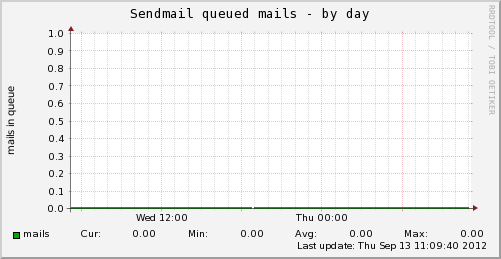 Sendmail queued mails - by day
RRDTOOL / TOBI OETIKER
mails in queue
1.0
0.9
0.8
0.7
0.6
0.5
0.4
0.3
0.2
0.1
0.0
Wed 12:00 Thu 00:00
mails Cur: 0.00 Min: 0.00 Avg: 0.00 Max: 0.00
Last update: Thu Sep 13 11:09:40 2012